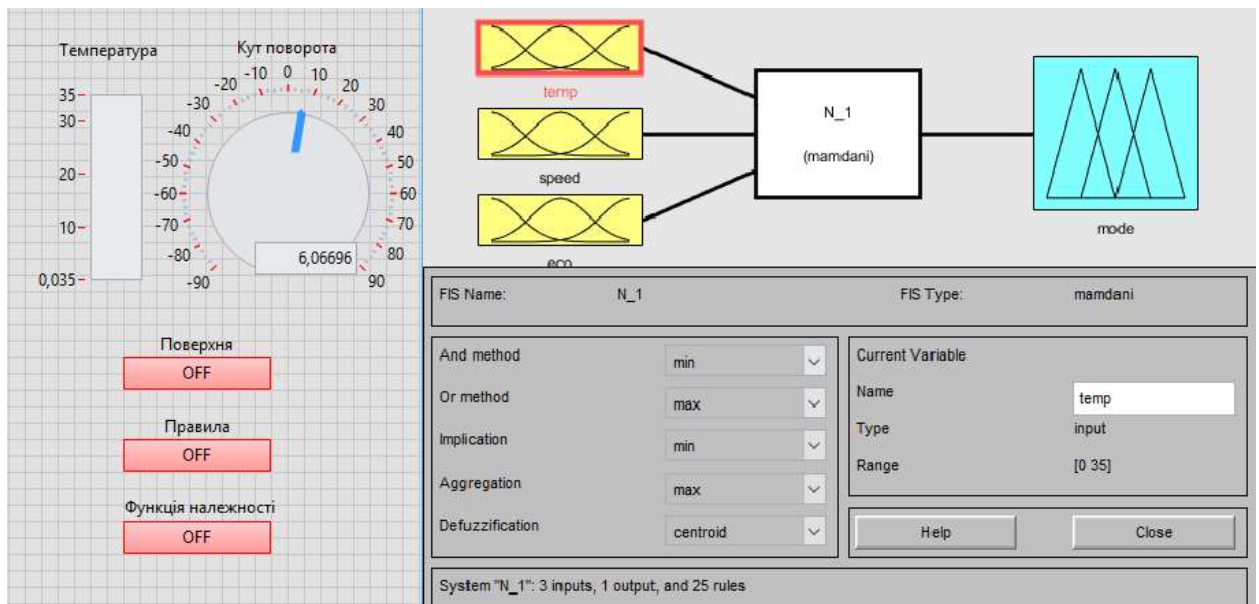 Температура
Кут поворота
35
30
20
10
0,035
-90
-80
-70
-60
-50
-40
-30
-20
-10
0
10
20
30
40
50
60
70
80
90
6,06696
Поверхня
OFF
Правила
OFF
Функція належності
OFF
temp
speed
eco
N_1
(mamdani)
mode
FIS Name: N_1 FIS Type: mamdani
And method min
Or method max
Implication min
Aggregation max
Defuzzification centroid
Current Variable
Name temp
Type input
Range [0 35]
Help Close
System "N_1": 3 inputs, 1 output, and 25 rules